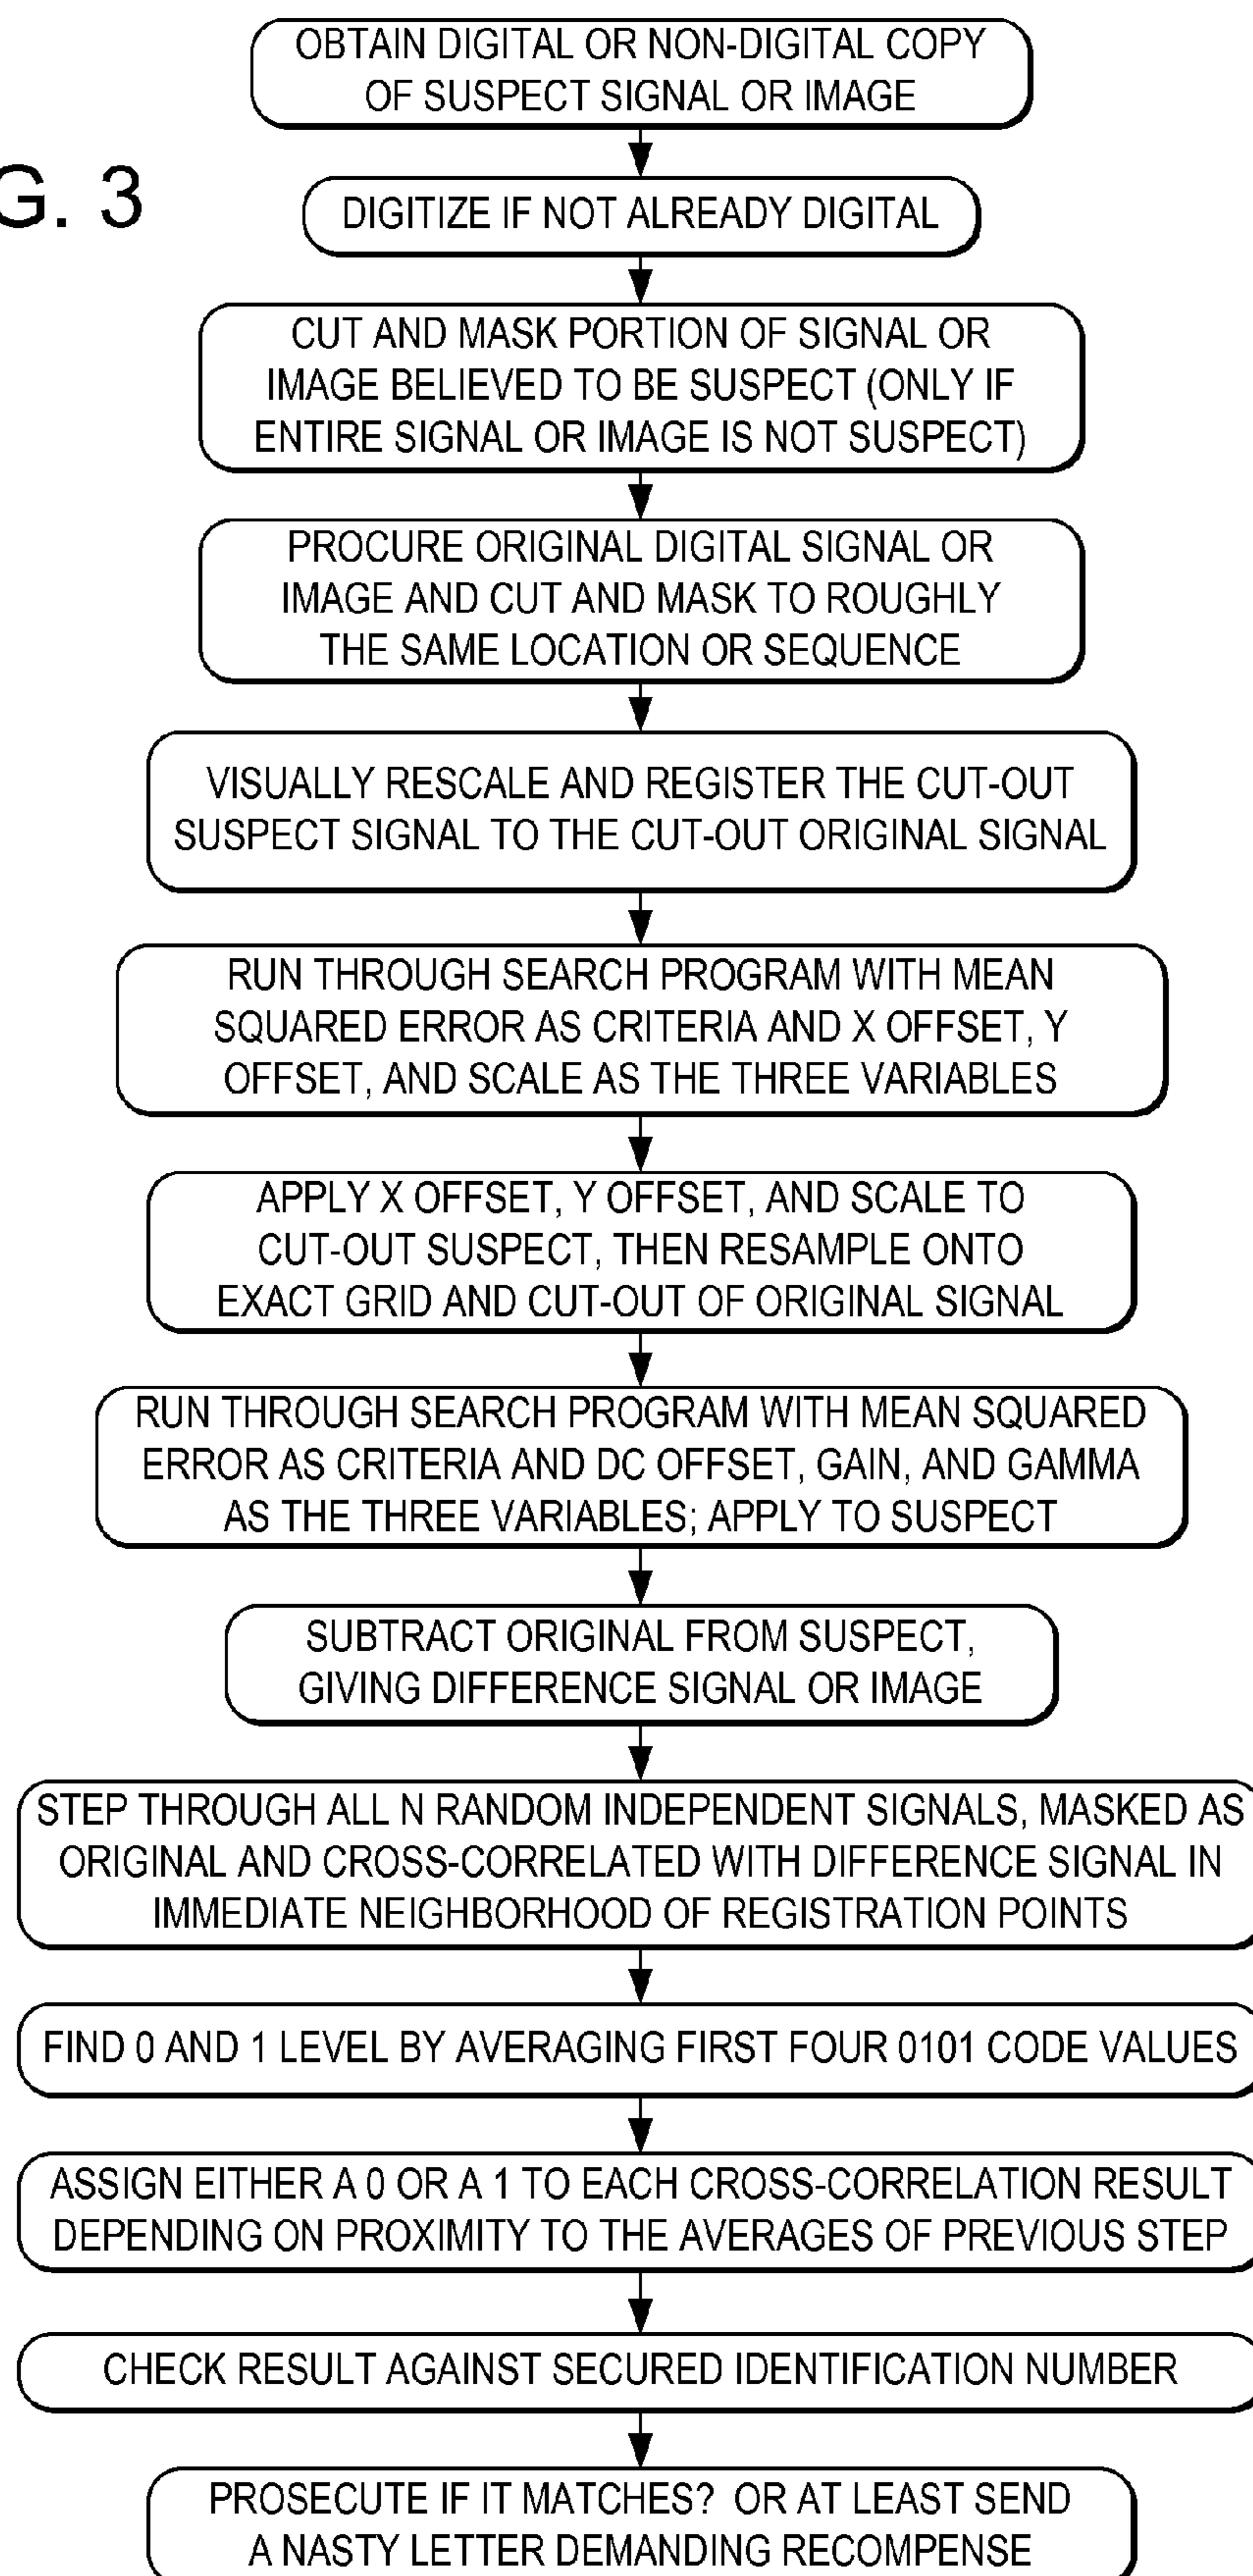 OBTAIN DIGITAL OR NON-DIGITAL COPY
OF SUSPECT SIGNAL OR IMAGE
G. 3
DIGITIZE IF NOT ALREADY DIGITAL
CUT AND MASK PORTION OF SIGNAL OR
IMAGE BELIEVED TO BE SUSPECT (ONLY IF
ENTIRE SIGNAL OR IMAGE IS NOT SUSPECT)
PROCURE ORIGINAL DIGITAL SIGNAL OR
IMAGE AND CUT AND MASK TO ROUGHLY
THE SAME LOCATION OR SEQUENCE
VISUALLY RESCALE AND REGISTER THE CUT-OUT
SUSPECT SIGNAL TO THE CUT-OUT ORIGINAL SIGNAL
RUN THROUGH SEARCH PROGRAM WITH MEAN
SQUARED ERROR AS CRITERIA AND X OFFSET, Y
OFFSET, AND SCALE AS THE THREE VARIABLES
APPLY X OFFSET, Y OFFSET, AND SCALE TO
CUT-OUT SUSPECT, THEN RESAMPLE ONTO
EXACT GRID AND CUT-OUT OF ORIGINAL SIGNAL
RUN THROUGH SEARCH PROGRAM WITH MEAN SQUARED
ERROR AS CRITERIA AND DC OFFSET, GAIN, AND GAMMA
AS THE THREE VARIABLES; APPLY TO SUSPECT
SUBTRACT ORIGINAL FROM SUSPECT,
GIVING DIFFERENCE SIGNAL OR IMAGE
STEP THROUGH ALL N RANDOM INDEPENDENT SIGNALS, MASKED AS
ORIGINAL AND CROSS-CORRELATED WITH DIFFERENCE SIGNAL IN
IMMEDIATE NEIGHBORHOOD OF REGISTRATION POINTS
FIND 0 AND 1 LEVEL BY AVERAGING FIRST FOUR 0101 CODE VALUES
ASSIGN EITHER A 0 OR A 1 TO EACH CROSS-CORRELATION RESULT
DEPENDING ON PROXIMITY TO THE AVERAGES OF PREVIOUS STEP
CHECK RESULT AGAINST SECURED IDENTIFICATION NUMBER
PROSECUTE IF IT MATCHES? OR AT LEAST SEND
A NASTY LETTER DEMANDING RECOMPENSE